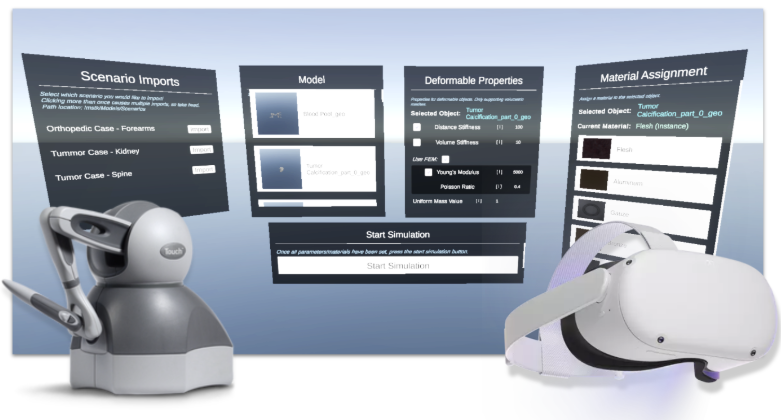 Scenario Imports
Select which scenario you would like to import
Clicking more than once causes multiple imports, so take heed.
Path location: /matk/Models/Scenarios
Orthopedic Case - Forearms
Import
Tummor Case - Kidney
Import
Tumor Case - Spine
Import
Model
Tumor
Calcification_part_0_geo
Deformable Properties
Properties for deformable objects. Only supporting simulation
Selected Object:
Tumor
Calcification_part_0_geo
Distance Stiffness
[1]
100
Volume Stiffness
[1]
10
Use FEM:
Young's Modulus
[1]
5000
Poisson Ratio
[1]
0.4
Uniform Mass Value
[1]
Material Assignment
Assign a material to the selected object.
Selected Object:
Tumor
Calcification_part_0_geo
Current Material:
Flesh (Instance)
Flesh
Aluminum
Start Simulation
Once all parameters/materials have been set, press the start simulation button.
Start Simulation
Touch